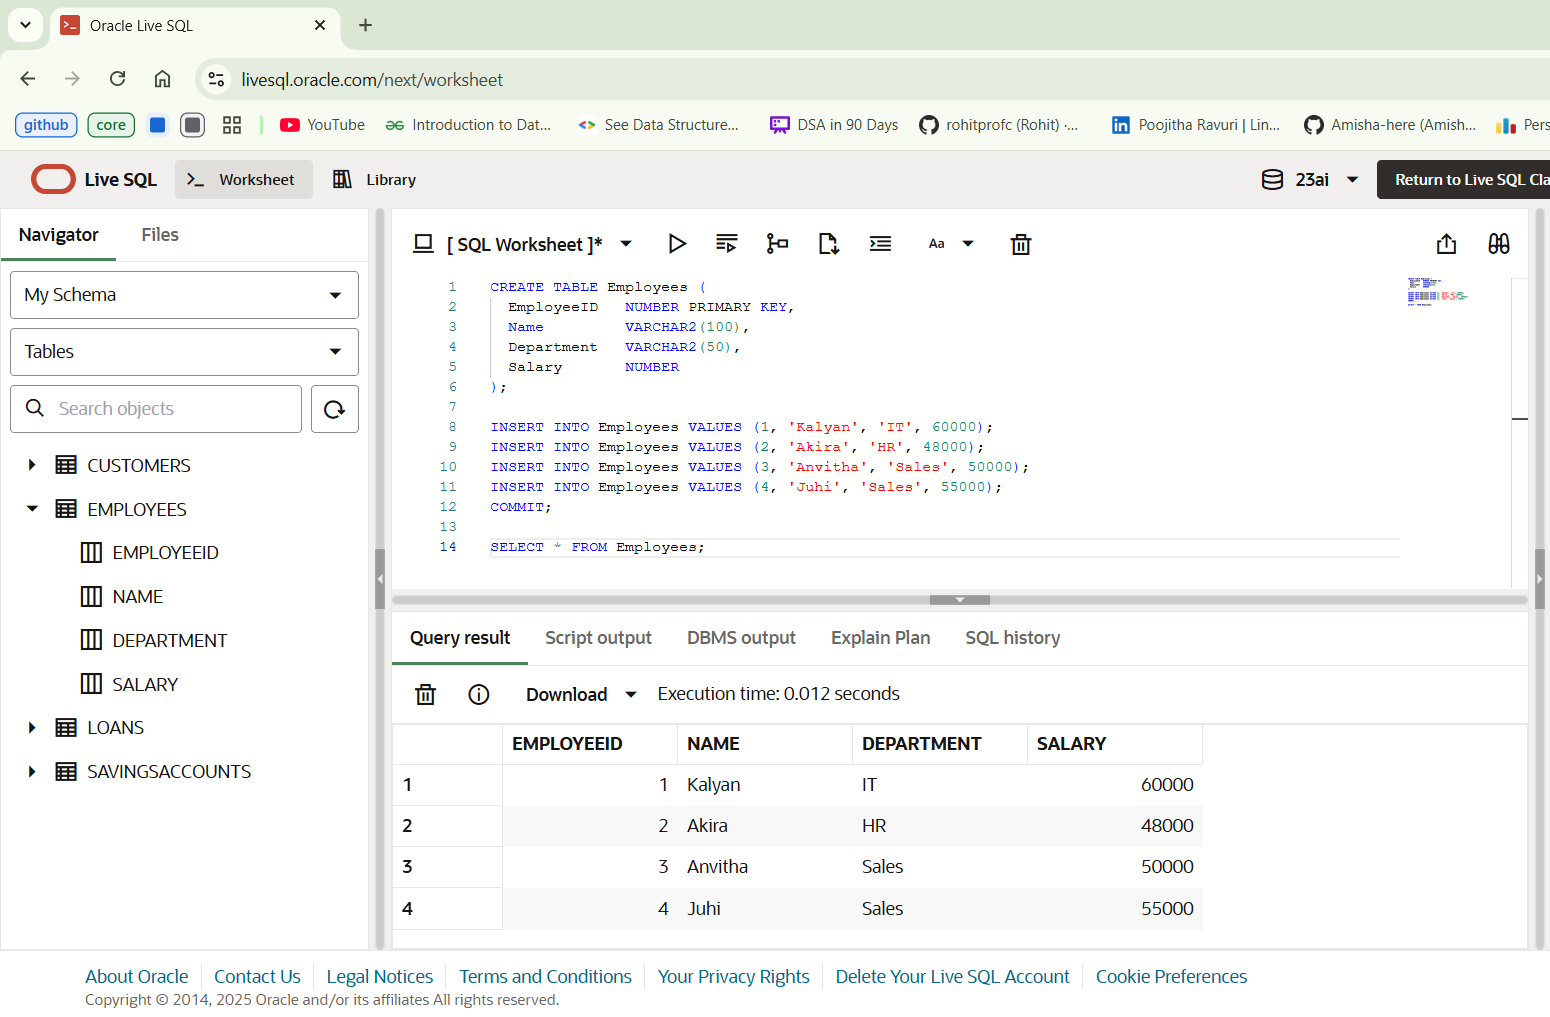 Oracle Live SQL
livesql.oracle.com/next/worksheet
github core YouTube Introduction to Dat... See Data Structure... DSA in 90 Days rohitprofc (Rohit) ·... Poojitha Ravuri | Lin... Amisha-here (Amish... Pers
Live SQL >_ Worksheet Library 23ai Return to Live SQL Cla
Navigator Files
My Schema
Tables
Search objects
CUSTOMERS
EMPLOYEES
EMPLOYEEID
NAME
DEPARTMENT
SALARY
LOANS
SAVINGSACCOUNTS
[ SQL Worksheet ]* Aa
1 CREATE TABLE Employees (
2 EmployeeID NUMBER PRIMARY KEY,
3 Name VARCHAR2(100),
4 Department VARCHAR2(50),
5 Salary NUMBER
6 );
7
8 INSERT INTO Employees VALUES (1, 'Kalyan', 'IT', 60000);
9 INSERT INTO Employees VALUES (2, 'Akira', 'HR', 48000);
10 INSERT INTO Employees VALUES (3, 'Anvitha', 'Sales', 50000);
11 INSERT INTO Employees VALUES (4, 'Juhi', 'Sales', 55000);
12 COMMIT;
13
14 SELECT * FROM Employees;
Query result Script output DBMS output Explain Plan SQL history
Download Execution time: 0.012 seconds
EMPLOYEEID NAME DEPARTMENT SALARY
1 1 Kalyan IT 60000
2 2 Akira HR 48000
3 3 Anvitha Sales 50000
4 4 Juhi Sales 55000
About Oracle Contact Us Legal Notices Terms and Conditions Your Privacy Rights Delete Your Live SQL Account Cookie Preferences
Copyright © 2014, 2025 Oracle and/or its affiliates All rights reserved.